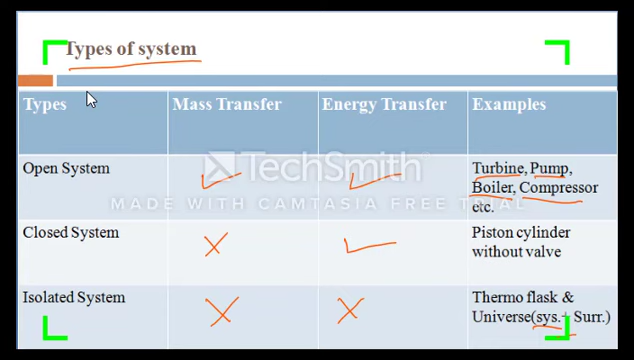 Types of system
Types Mass Transfer Energy Transfer Examples
Open System ✓ ✓ Turbine, Pump,
Boiler, Compressor
etc.
TechSmith
MADE WITH CAMTASIA FREE TRIAL
Closed System ✗ ✓ Piston cylinder
without valve
Isolated System ✗ ✗ Thermo flask &
Universe(sys.+ Surr.)